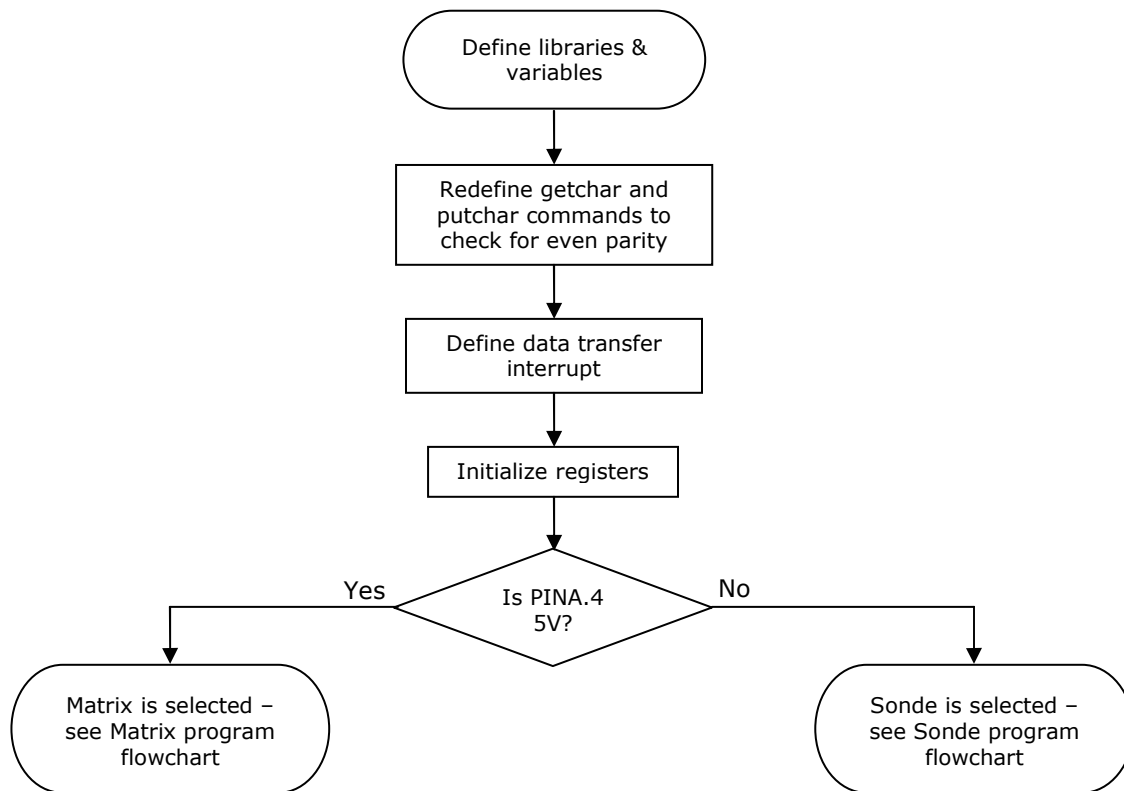 Define libraries &
variables
Redefine getchar and
putchar commands to
check for even parity
Define data transfer
interrupt
Initialize registers
Yes
Is PINA.4
5V?
No
Matrix is selected –
see Matrix program
flowchart
Sonde is selected –
see Sonde program
flowchart